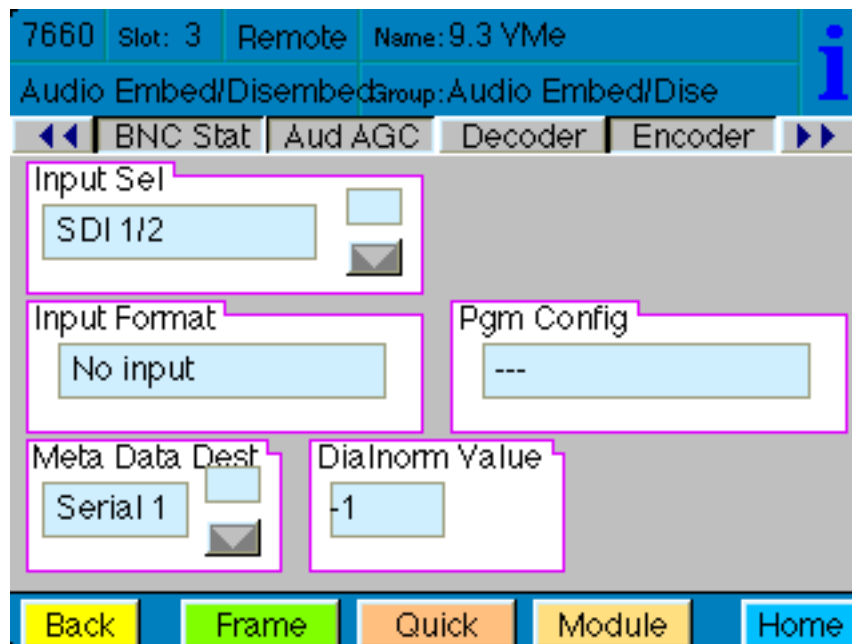 7660 Slot: 3 Remote Name: 9.3 VMe
Audio Embed/Disembed Group: Audio Embed/Dise
BNC Stat Aud AGC Decoder Encoder
Input Sel
SDI 1/2
Input Format Pgm Config
No input ---
Meta Data Dest Dialnorm Value
Serial 1 -1
Back Frame Quick Module Home